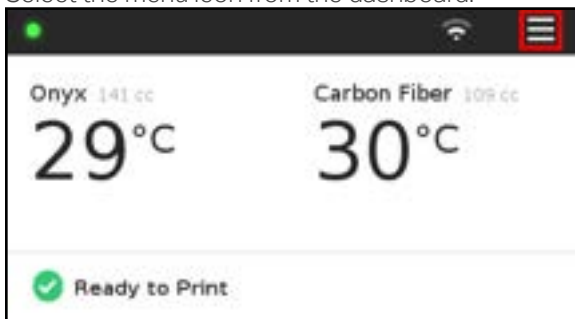 Select the menu icon from the dashboard.
Onyx 141 cc Carbon Fiber 109 cc
29°C 30°C
Ready to Print